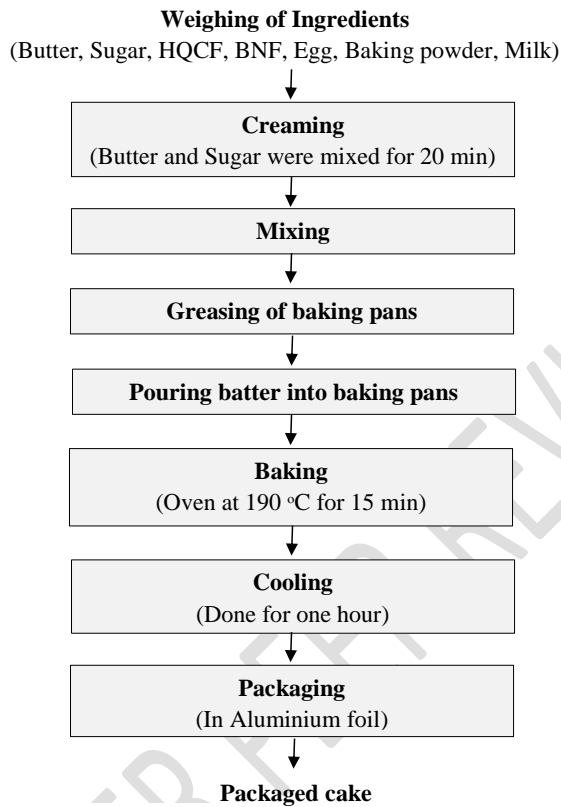 Weighing of Ingredients
(Butter, Sugar, HQCF, BNF, Egg, Baking powder, Milk)
Creaming
(Butter and Sugar were mixed for 20 min)
Mixing
Greasing of baking pans
Pouring batter into baking pans
Baking
(Oven at 190 °C for 15 min)
Cooling
(Done for one hour)
Packaging
(In Aluminium foil)
Packaged cake